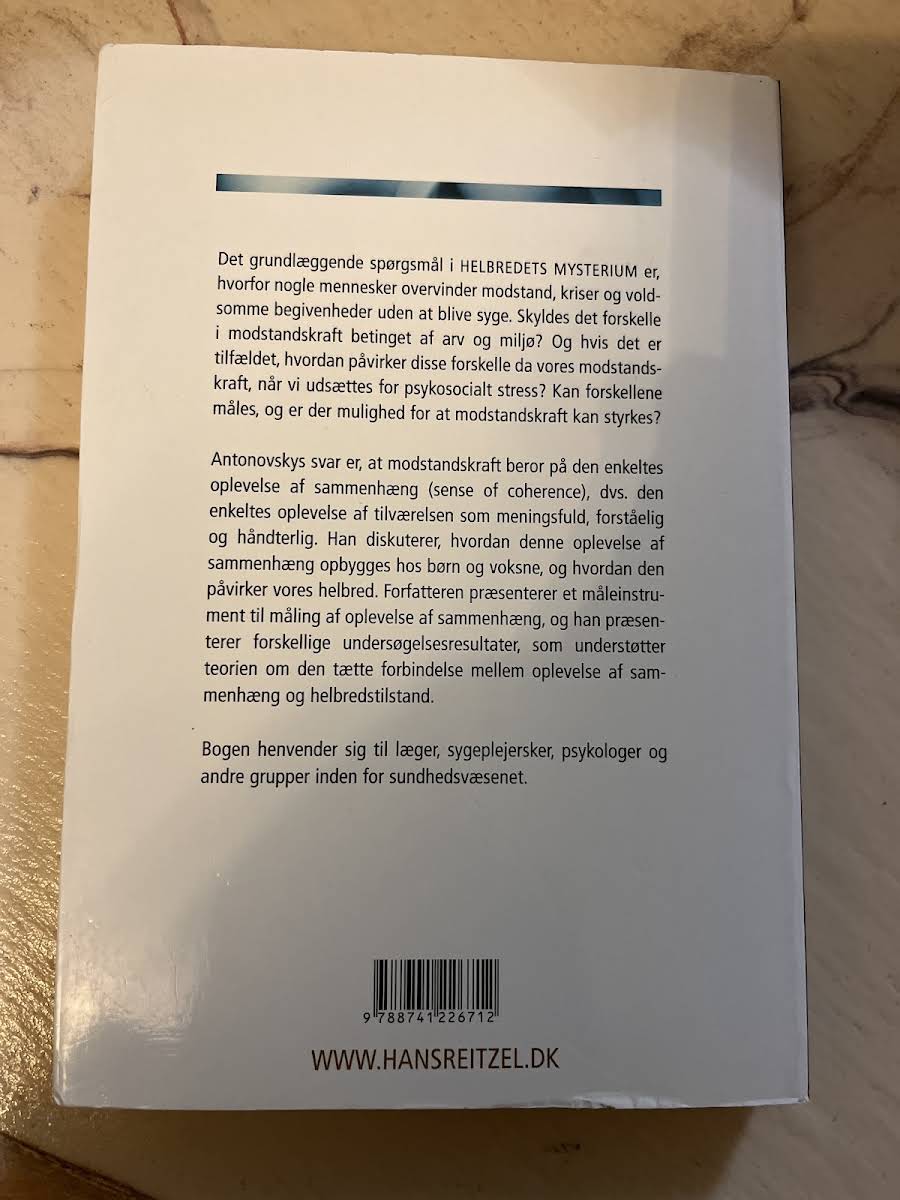 Det grundlæggende spørgsmål i HELBREDETS MYSTERIUM er,
hvorfor nogle mennesker overvinder modstand, kriser og vold-
somme begivenheder uden at blive syge. Skyldes det forskelle
i modstandskraft betinget af arv og miljø? Og hvis det er
tilfældet, hvordan påvirker disse forskelle da vores modstands-
kraft, når vi udsættes for psykosocialt stress? Kan forskellene
måles, og er der mulighed for at modstandskraft kan styrkes?
Antonovskys svar er, at modstandskraft beror på den enkeltes
oplevelse af sammenhæng (sense of coherence), dvs. den
enkeltes oplevelse af tilværelsen som meningsfuld, forståelig
og håndterlig. Han diskuterer, hvordan denne oplevelse af
sammenhæng opbygges hos børn og voksne, og hvordan den
påvirker vores helbred. Forfatteren præsenterer et måleinstru-
ment til måling af oplevelse af sammenhæng, og han præsen-
terer forskellige undersøgelsesresultater, som understøtter
teorien om den tætte forbindelse mellem oplevelse af sam-
menhæng og helbredstilstand.
Bogen henvender sig til læger, sygeplejersker, psykologer og
andre grupper inden for sundhedsvæsenet.
9 788741 226712
WWW.HANSREITZEL.DK